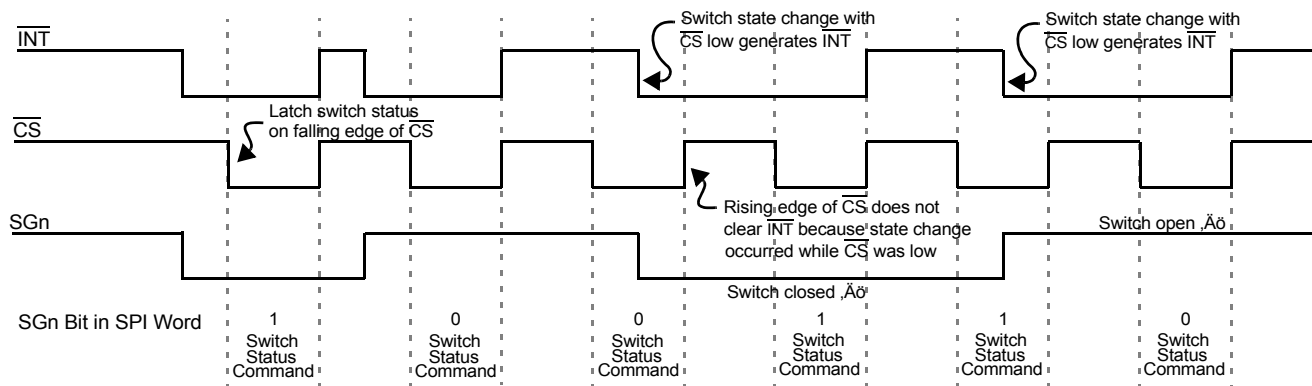 Switch state change with
CS low generates INT
Switch state change with
CS low generates INT
INT
Latch switch status
on falling edge of CS
CS
Rising edge of CS does not
clear INT because state change
occurred while CS was low
SGn
Switch open ‚Äö
Switch closed ‚Äö
SGn Bit in SPI Word
1
Switch
Status
Command
0
Switch
Status
Command
0
Switch
Status
Command
1
Switch
Status
Command
1
Switch
Status
Command
0
Switch
Status
Command